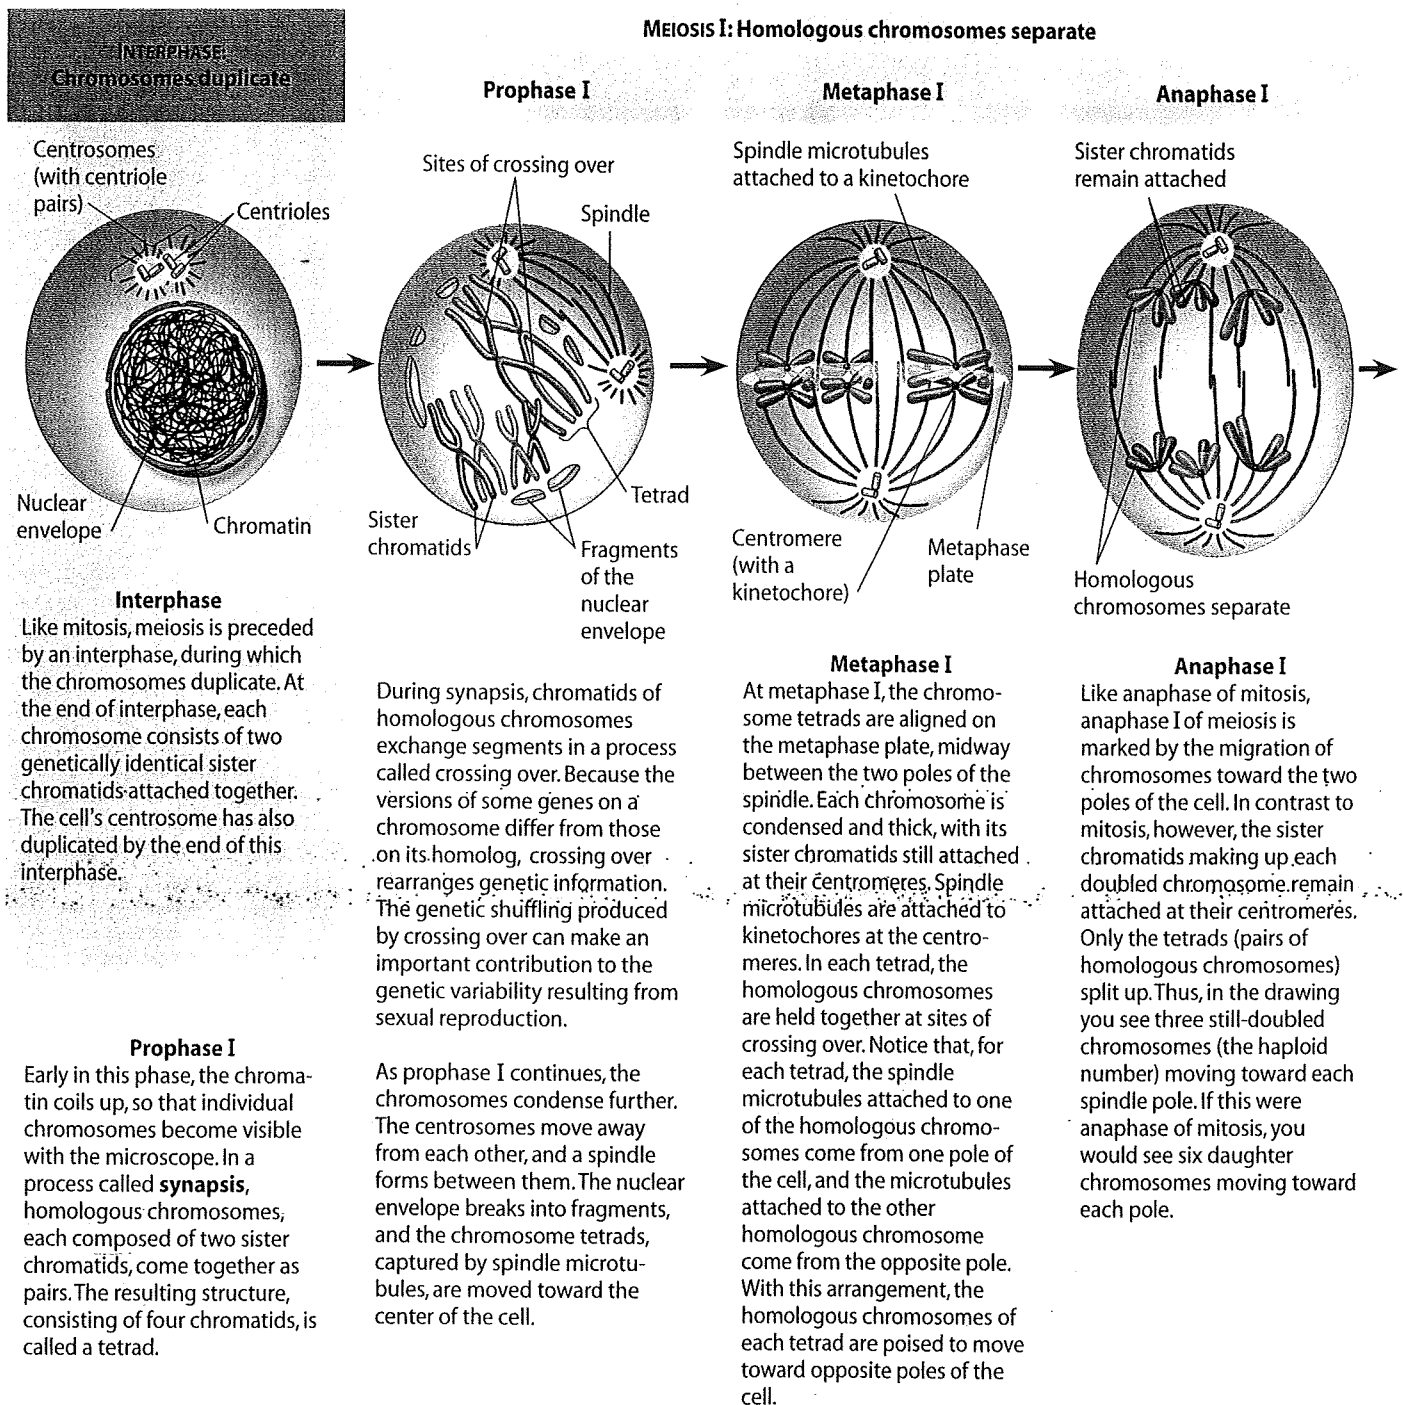 INTERPHASE:
Chromosomes duplicate
MEIOSIS I: Homologous chromosomes separate
Prophase I
Metaphase I
Anaphase I
Centrosomes
(with centriole
pairs)
Centrioles
Nuclear
envelope
Chromatin
Sites of crossing over
Spindle
Tetrad
Sister
chromatids
Fragments
of the
nuclear
envelope
Spindle microtubules
attached to a kinetochore
Centromere
(with a
kinetochore)
Metaphase
plate
Sister chromatids
remain attached
Homologous
chromosomes separate
Interphase
Like mitosis, meiosis is preceded
by an interphase, during which
the chromosomes duplicate. At
the end of interphase, each
chromosome consists of two
genetically identical sister
chromatids attached together.
The cell's centrosome has also
duplicated by the end of this
interphase.
Prophase I
Early in this phase, the chroma-
tin coils up, so that individual
chromosomes become visible
with the microscope. In a
process called synapsis,
homologous chromosomes,
each composed of two sister
chromatids, come together as
pairs. The resulting structure,
consisting of four chromatids, is
called a tetrad.
During synapsis, chromatids of
homologous chromosomes
exchange segments in a process
called crossing over. Because the
versions of some genes on a
chromosome differ from those
on its homolog, crossing over
rearranges genetic information.
The genetic shuffling produced
by crossing over can make an
important contribution to the
genetic variability resulting from
sexual reproduction.
As prophase I continues, the
chromosomes condense further.
The centrosomes move away
from each other, and a spindle
forms between them. The nuclear
envelope breaks into fragments,
and the chromosome tetrads,
captured by spindle microtu-
bules, are moved toward the
center of the cell.
Metaphase I
At metaphase I, the chromo-
some tetrads are aligned on
the metaphase plate, midway
between the two poles of the
spindle. Each chromosome is
condensed and thick, with its
sister chromatids still attached
at their centromeres. Spindle
microtubules are attached to
kinetochores at the centro-
meres. In each tetrad, the
homologous chromosomes
are held together at sites of
crossing over. Notice that, for
each tetrad, the spindle
microtubules attached to one
of the homologous chromo-
somes come from one pole of
the cell, and the microtubules
attached to the other
homologous chromosome
come from the opposite pole.
With this arrangement, the
homologous chromosomes of
each tetrad are poised to move
toward opposite poles of the
cell.
Anaphase I
Like anaphase of mitosis,
anaphase I of meiosis is
marked by the migration of
chromosomes toward the two
poles of the cell. In contrast to
mitosis, however, the sister
chromatids making up each
doubled chromosome remain
attached at their centromeres.
Only the tetrads (pairs of
homologous chromosomes)
split up. Thus, in the drawing
you see three still-doubled
chromosomes (the haploid
number) moving toward each
spindle pole. If this were
anaphase of mitosis, you
would see six daughter
chromosomes moving toward
each pole.